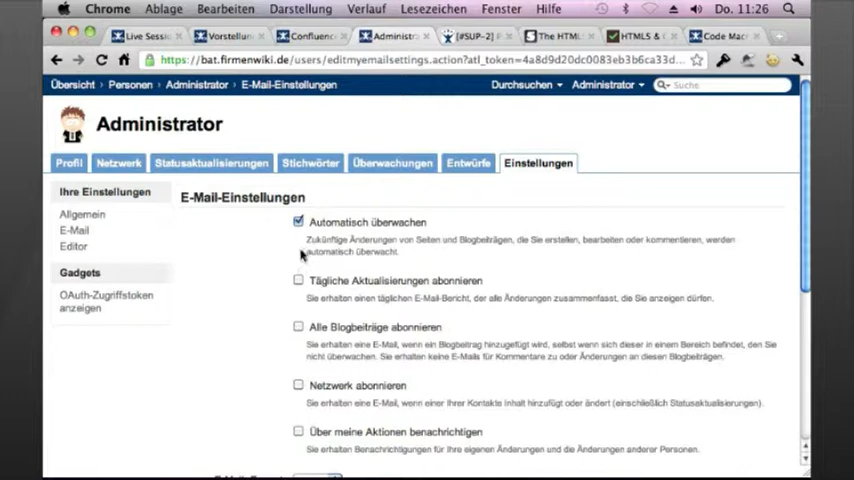 Chrome Ablage Bearbeiten Darstellung Verlauf Lesezeichen Fenster Hilfe Do. 11:26
Live Sessi Vorstellun Confluenc Administra [#SUP-2] The HTML HTML5 & C Code Mac
https://bat.firmenwiki.de/users/editmyemailsettings.action?atl_token=4a8d9d20dc0083eb3b6ca33d...
Übersicht › Personen › Administrator › E-Mail-Einstellungen Durchsuchen Administrator Suche
Administrator
Profil Netzwerk Statusaktualisierungen Stichwörter Überwachungen Entwürfe Einstellungen
Ihre Einstellungen
Allgemein
E-Mail
Editor
Gadgets
OAuth-Zugriffstoken
anzeigen
E-Mail-Einstellungen
Automatisch überwachen
Zukünftige Änderungen von Seiten und Blogbeiträgen, die Sie erstellen, bearbeiten oder kommentieren, werden
automatisch überwacht.
Tägliche Aktualisierungen abonnieren
Sie erhalten einen täglichen E-Mail-Bericht, der alle Änderungen zusammenfasst, die Sie anzeigen dürfen.
Alle Blogbeiträge abonnieren
Sie erhalten eine E-Mail, wenn ein Blogbeitrag hinzugefügt wird, selbst wenn sich dieser in einem Bereich befindet, den Sie
nicht überwachen. Sie erhalten keine E-Mails für Kommentare zu oder Änderungen an diesen Blogbeiträgen.
Netzwerk abonnieren
Sie erhalten eine E-Mail, wenn einer Ihrer Kontakte Inhalt hinzufügt oder ändert (einschließlich Statusaktualisierungen).
Über meine Aktionen benachrichtigen
Sie erhalten Benachrichtigungen für Ihre eigenen Änderungen und die Änderungen anderer Personen.